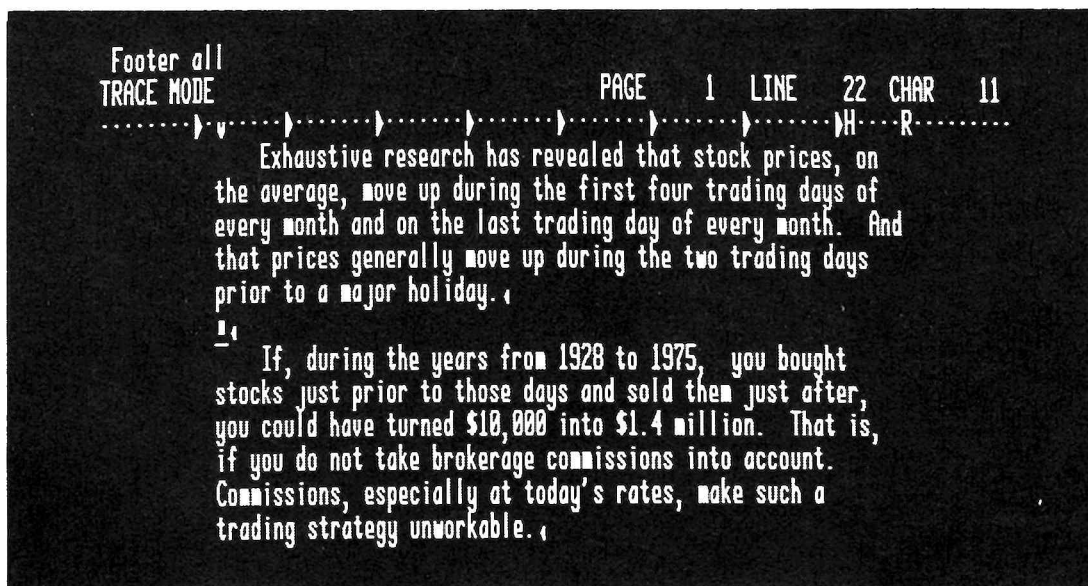 Footer all
TRACE MODE PAGE 1 LINE 22 CHAR 11
H R
Exhaustive research has revealed that stock prices, on
the average, move up during the first four trading days of
every month and on the last trading day of every month. And
that prices generally move up during the two trading days
prior to a major holiday.
If, during the years from 1928 to 1975, you bought
stocks just prior to those days and sold them just after,
you could have turned $10,000 into $1.4 million. That is,
if you do not take brokerage commissions into account.
Commissions, especially at today's rates, make such a
trading strategy unworkable.